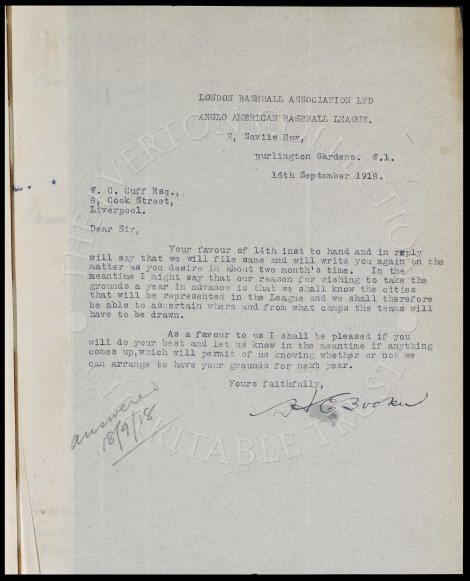 LONDON BASEBALL ASSOCIATION LTD
ANGLO AMERICAN BASEBALL LEAGUE.
2, Savile Row,
Burlington Gardens. W.1.
16th September 1918.
W. C. Cuff Esq.,
8, Cook Street,
Liverpool.
Dear Sir,
Your favour of 14th inst to hand and in reply
will say that we will file same and will write you again on the
matter as you desire in about two month's time. In the
meantime I might say that our reason for wishing to take the
grounds a year in advance is that we shall know the cities
that will be represented in the League and we shall therefore
be able to ascertain where and from what camps the teams will
have to be drawn.
As a favour to us I shall be pleased if you
will do your best and let us know in the meantime if anything
comes up,which will permit of us knowing whether or not we
can arrange to have your grounds for next year.
Yours faithfully,
Booker
answered
18/9/18
THE EVERTON COLLECTION
CHARITABLE TRUST